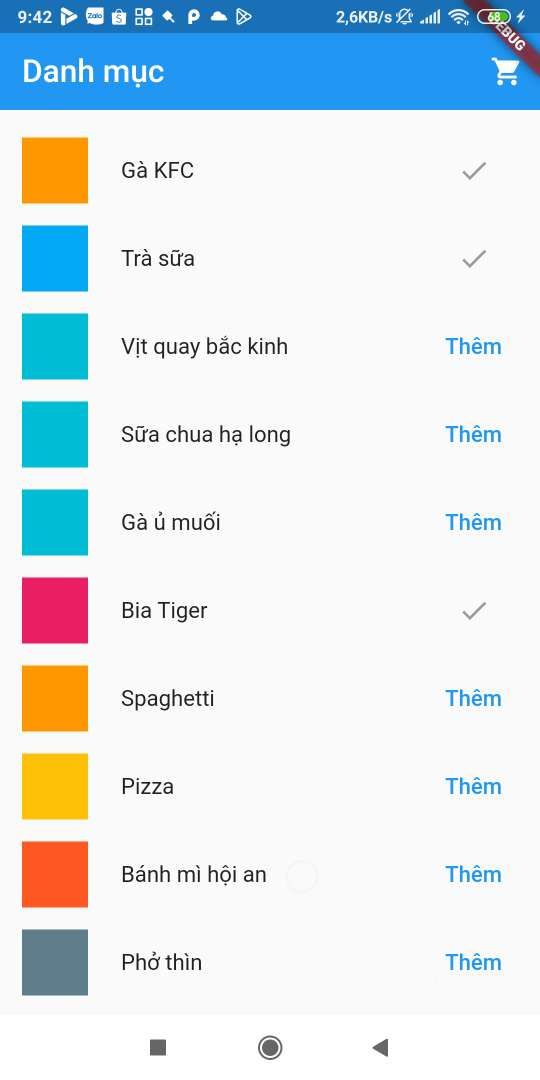 9:42 Zalo 2,6KB/s 68
DEBUG
Danh mục
Gà KFC
Trà sữa
Vịt quay bắc kinh Thêm
Sữa chua hạ long Thêm
Gà ủ muối Thêm
Bia Tiger
Spaghetti Thêm
Pizza Thêm
Bánh mì hội an Thêm
Phở thìn Thêm